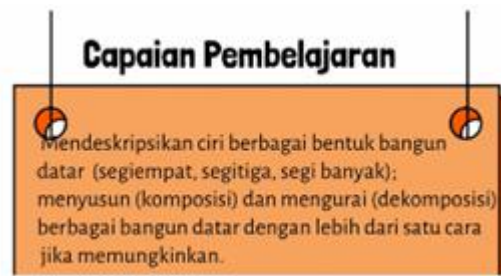 Capaian Pembelajaran
Mendeskripsikan ciri berbagai bentuk bangun
datar (segiempat, segitiga, segi banyak);
menyusun (komposisi) dan mengurai (dekomposisi)
berbagai bangun datar dengan lebih dari satu cara
jika memungkinkan.